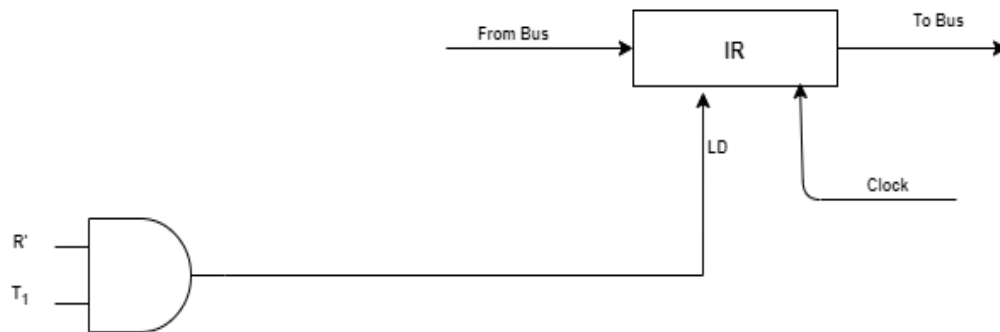 From Bus
IR
To Bus
LD
Clock
R'
T₁